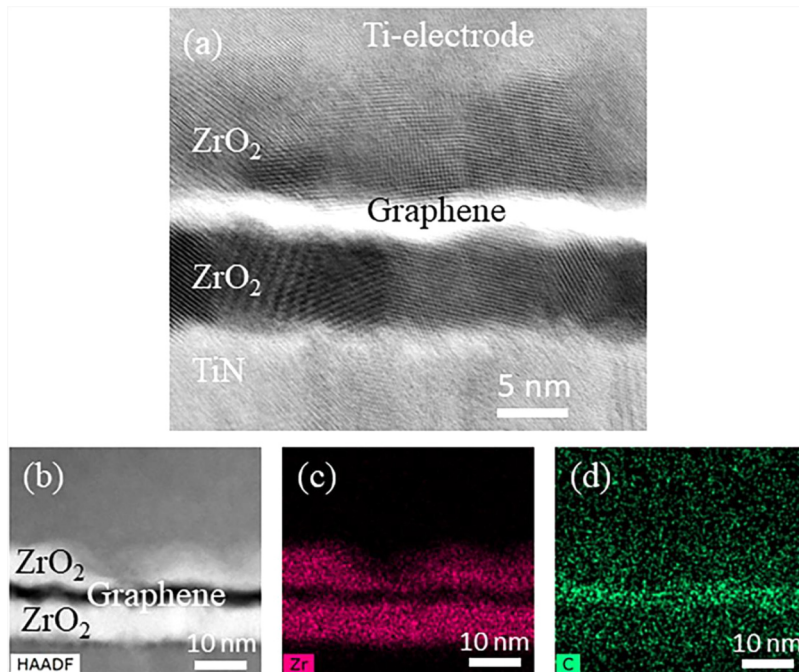 (a)
Ti-electrode
ZrO₂
Graphene
ZrO₂
TiN
5 nm
(b)
ZrO₂
Graphene
ZrO₂
10 nm
HAADF
(c)
10 nm
Zr
(d)
10 nm
C